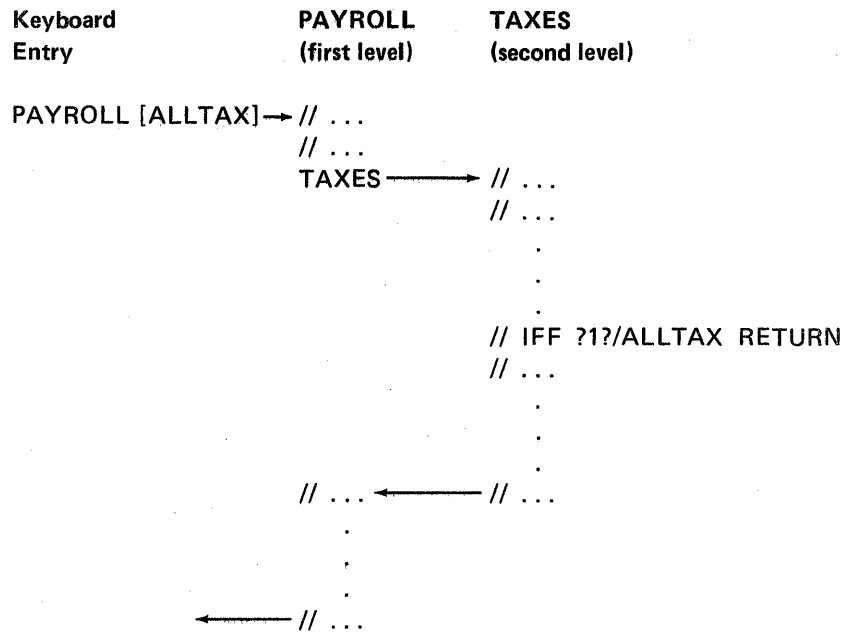 Keyboard PAYROLL TAXES
Entry (first level) (second level)
PAYROLL [ALLTAX] // ...
// ...
TAXES // ...
// ...
.
.
.
// IFF ?1?/ALLTAX RETURN
// ...
.
.
.
// ... // ...
.
.
.
// ...